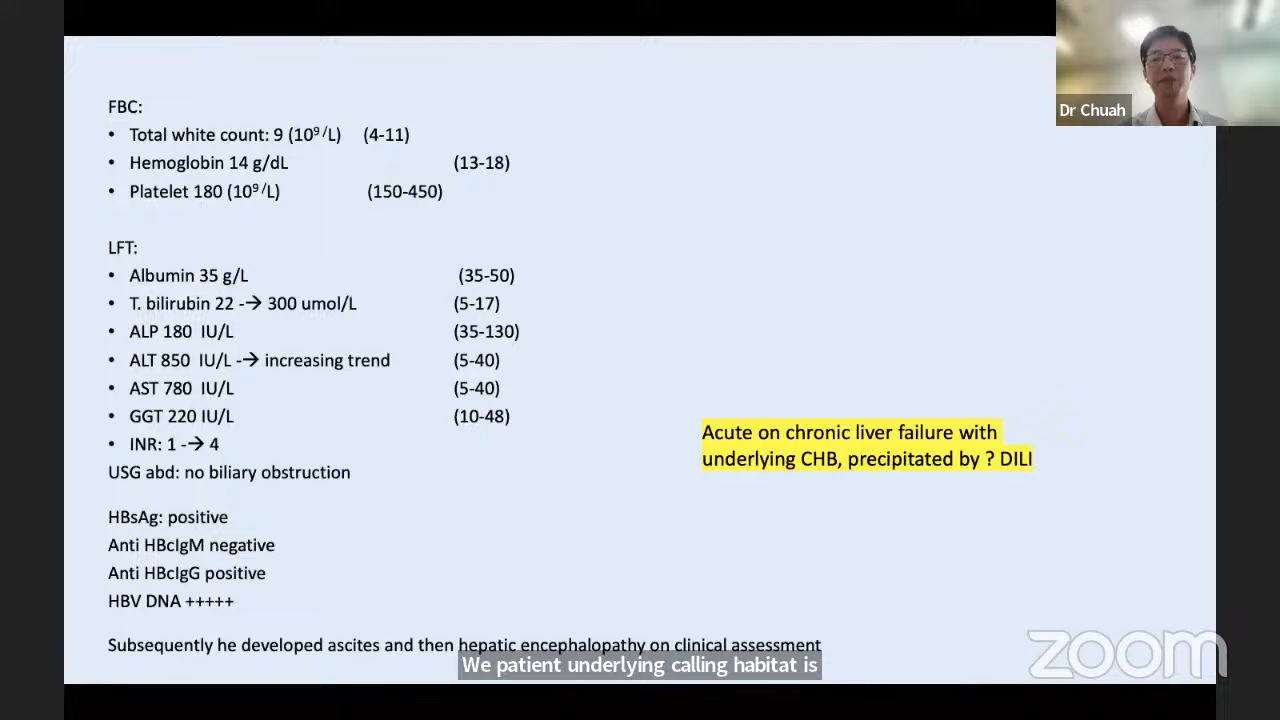 Dr Chuah
FBC:
• Total white count: 9 (10⁹/L) (4-11)
• Hemoglobin 14 g/dL (13-18)
• Platelet 180 (10⁹/L) (150-450)
LFT:
• Albumin 35 g/L (35-50)
• T. bilirubin 22 -→ 300 umol/L (5-17)
• ALP 180 IU/L (35-130)
• ALT 850 IU/L -→ increasing trend (5-40)
• AST 780 IU/L (5-40)
• GGT 220 IU/L (10-48)
• INR: 1 -→ 4
USG abd: no biliary obstruction
Acute on chronic liver failure with
underlying CHB, precipitated by ? DILI
HBsAg: positive
Anti HBcIgM negative
Anti HBcIgG positive
HBV DNA +++++
Subsequently he developed ascites and then hepatic encephalopathy on clinical assessment
We patient underlying calling habitat is
zoom